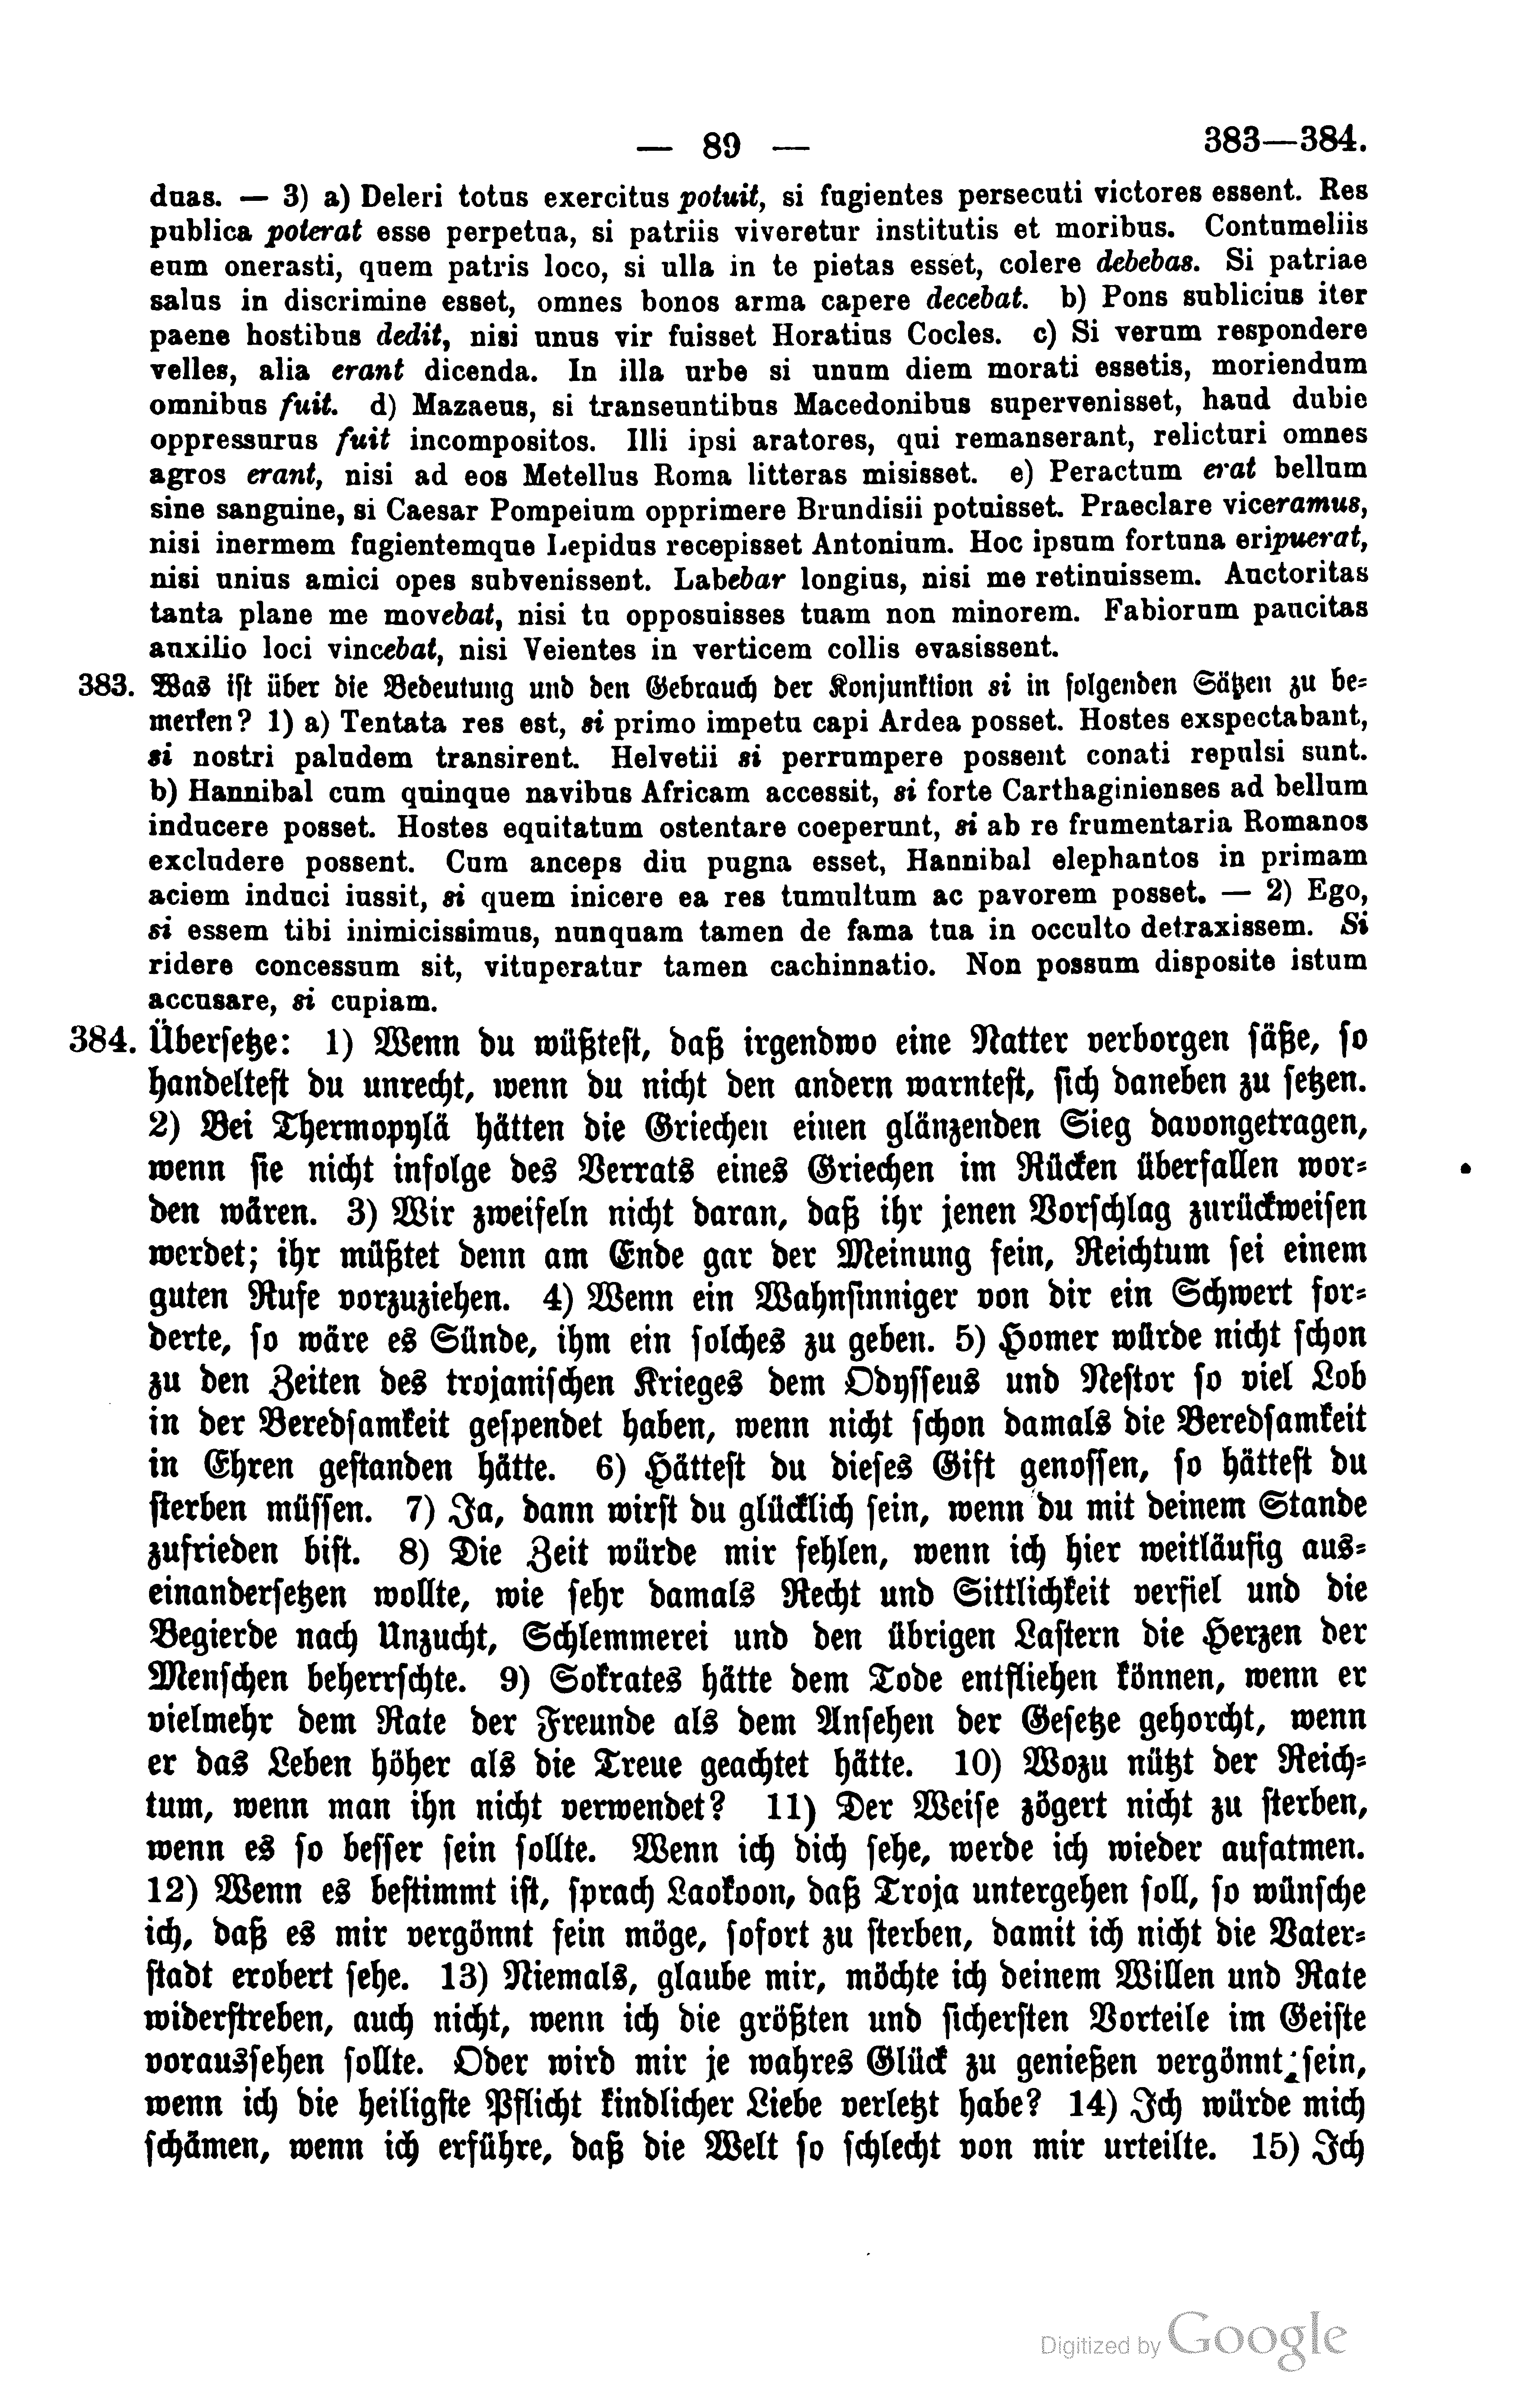 — 89 —
383—384.
duas. — 3) a) Deleri totus exercitus potuit, si fugientes persecuti victores essent. Res
publica poterat esse perpetua, si patriis viveretur institutis et moribus. Contumeliis
eum onerasti, quem patris loco, si ulla in te pietas esset, colere debebas. Si patriae
salus in discrimine esset, omnes bonos arma capere decebat. b) Pons sublicius iter
paene hostibus dedit, nisi unus vir fuisset Horatius Cocles. c) Si verum respondere
velles, alia erant dicenda. In illa urbe si unum diem morati essetis, moriendum
omnibus fuit. d) Mazaeus, si transeuntibus Macedonibus supervenisset, haud dubie
oppressurus fuit incompositos. Illi ipsi aratores, qui remanserant, relicturi omnes
agros erant, nisi ad eos Metellus Roma litteras misisset. e) Peractum erat bellum
sine sanguine, si Caesar Pompeium opprimere Brundisii potuisset. Praeclare viceramus,
nisi inermem fugientemque Lepidus recepisset Antonium. Hoc ipsum fortuna eripuerat,
nisi unius amici opes subvenissent. Labebar longius, nisi me retinuissem. Auctoritas
tanta plane me movebat, nisi tu opposuisses tuam non minorem. Fabiorum paucitas
auxilio loci vincebat, nisi Veientes in verticem collis evasissent.
383. Was ist über die Bedeutung und den Gebrauch der Konjunktion si in folgenden Sätzen zu be-
merken? 1) a) Tentata res est, si primo impetu capi Ardea posset. Hostes exspectabant,
si nostri paludem transirent. Helvetii si perrumpere possent conati repulsi sunt.
b) Hannibal cum quinque navibus Africam accessit, si forte Carthaginienses ad bellum
inducere posset. Hostes equitatum ostentare coeperunt, si ab re frumentaria Romanos
excludere possent. Cum anceps diu pugna esset, Hannibal elephantos in primam
aciem induci iussit, si quem inicere ea res tumultum ac pavorem posset. — 2) Ego,
si essem tibi inimicissimus, nunquam tamen de fama tua in occulto detraxissem. Si
ridere concessum sit, vituperatur tamen cachinnatio. Non possum disposite istum
accusare, si cupiam.
384. Übersetze: 1) Wenn du wüßtest, daß irgendwo eine Natter verborgen säße, so
handeltest du unrecht, wenn du nicht den andern warntest, sich daneben zu setzen.
2) Bei Thermopylä hätten die Griechen einen glänzenden Sieg davongetragen,
wenn sie nicht infolge des Verrats eines Griechen im Rücken überfallen wor-
den wären. 3) Wir zweifeln nicht daran, daß ihr jenen Vorschlag zurückweisen
werdet; ihr müßtet denn am Ende gar der Meinung sein, Reichtum sei einem
guten Rufe vorzuziehen. 4) Wenn ein Wahnsinniger von dir ein Schwert for-
derte, so wäre es Sünde, ihm ein solches zu geben. 5) Homer würde nicht schon
zu den Zeiten des trojanischen Krieges dem Odysseus und Nestor so viel Lob
in der Beredsamkeit gespendet haben, wenn nicht schon damals die Beredsamkeit
in Ehren gestanden hätte. 6) Hättest du dieses Gift genossen, so hättest du
sterben müssen. 7) Ja, dann wirst du glücklich sein, wenn du mit deinem Stande
zufrieden bist. 8) Die Zeit würde mir fehlen, wenn ich hier weitläufig aus-
einandersetzen wollte, wie sehr damals Recht und Sittlichkeit verfiel und die
Begierde nach Unzucht, Schlemmerei und den übrigen Lastern die Herzen der
Menschen beherrschte. 9) Sokrates hätte dem Tode entfliehen können, wenn er
vielmehr dem Rate der Freunde als dem Ansehen der Gesetze gehorcht, wenn
er das Leben höher als die Treue geachtet hätte. 10) Wozu nützt der Reich-
tum, wenn man ihn nicht verwendet? 11) Der Weise zögert nicht zu sterben,
wenn es so besser sein sollte. Wenn ich dich sehe, werde ich wieder aufatmen.
12) Wenn es bestimmt ist, sprach Laokoon, daß Troja untergehen soll, so wünsche
ich, daß es mir vergönnt sein möge, sofort zu sterben, damit ich nicht die Vater-
stadt erobert sehe. 13) Niemals, glaube mir, möchte ich deinem Willen und Rate
widerstreben, auch nicht, wenn ich die größten und sichersten Vorteile im Geiste
voraussehen sollte. Oder wird mir je wahres Glück zu genießen vergönnt sein,
wenn ich die heiligste Pflicht kindlicher Liebe verletzt habe? 14) Ich würde mich
schämen, wenn ich erführe, daß die Welt so schlecht von mir urteilte. 15) Ich
Digitized by Google